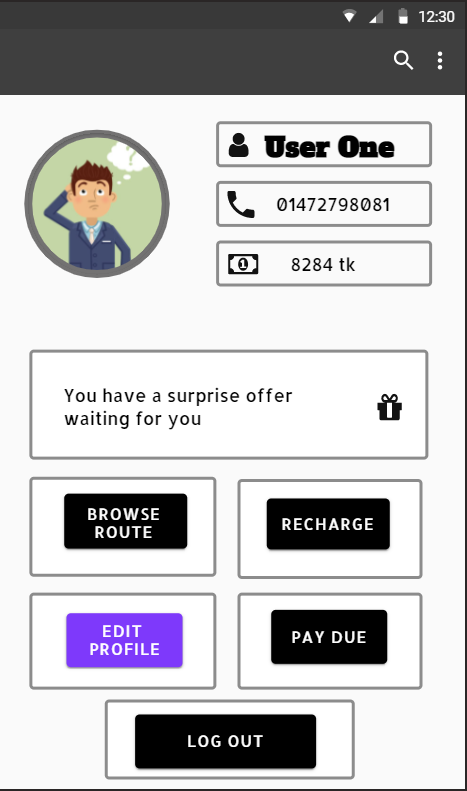 12:30
User One
01472798081
8284 tk
You have a surprise offer
waiting for you
BROWSE
ROUTE
RECHARGE
EDIT
PROFILE
PAY DUE
LOG OUT